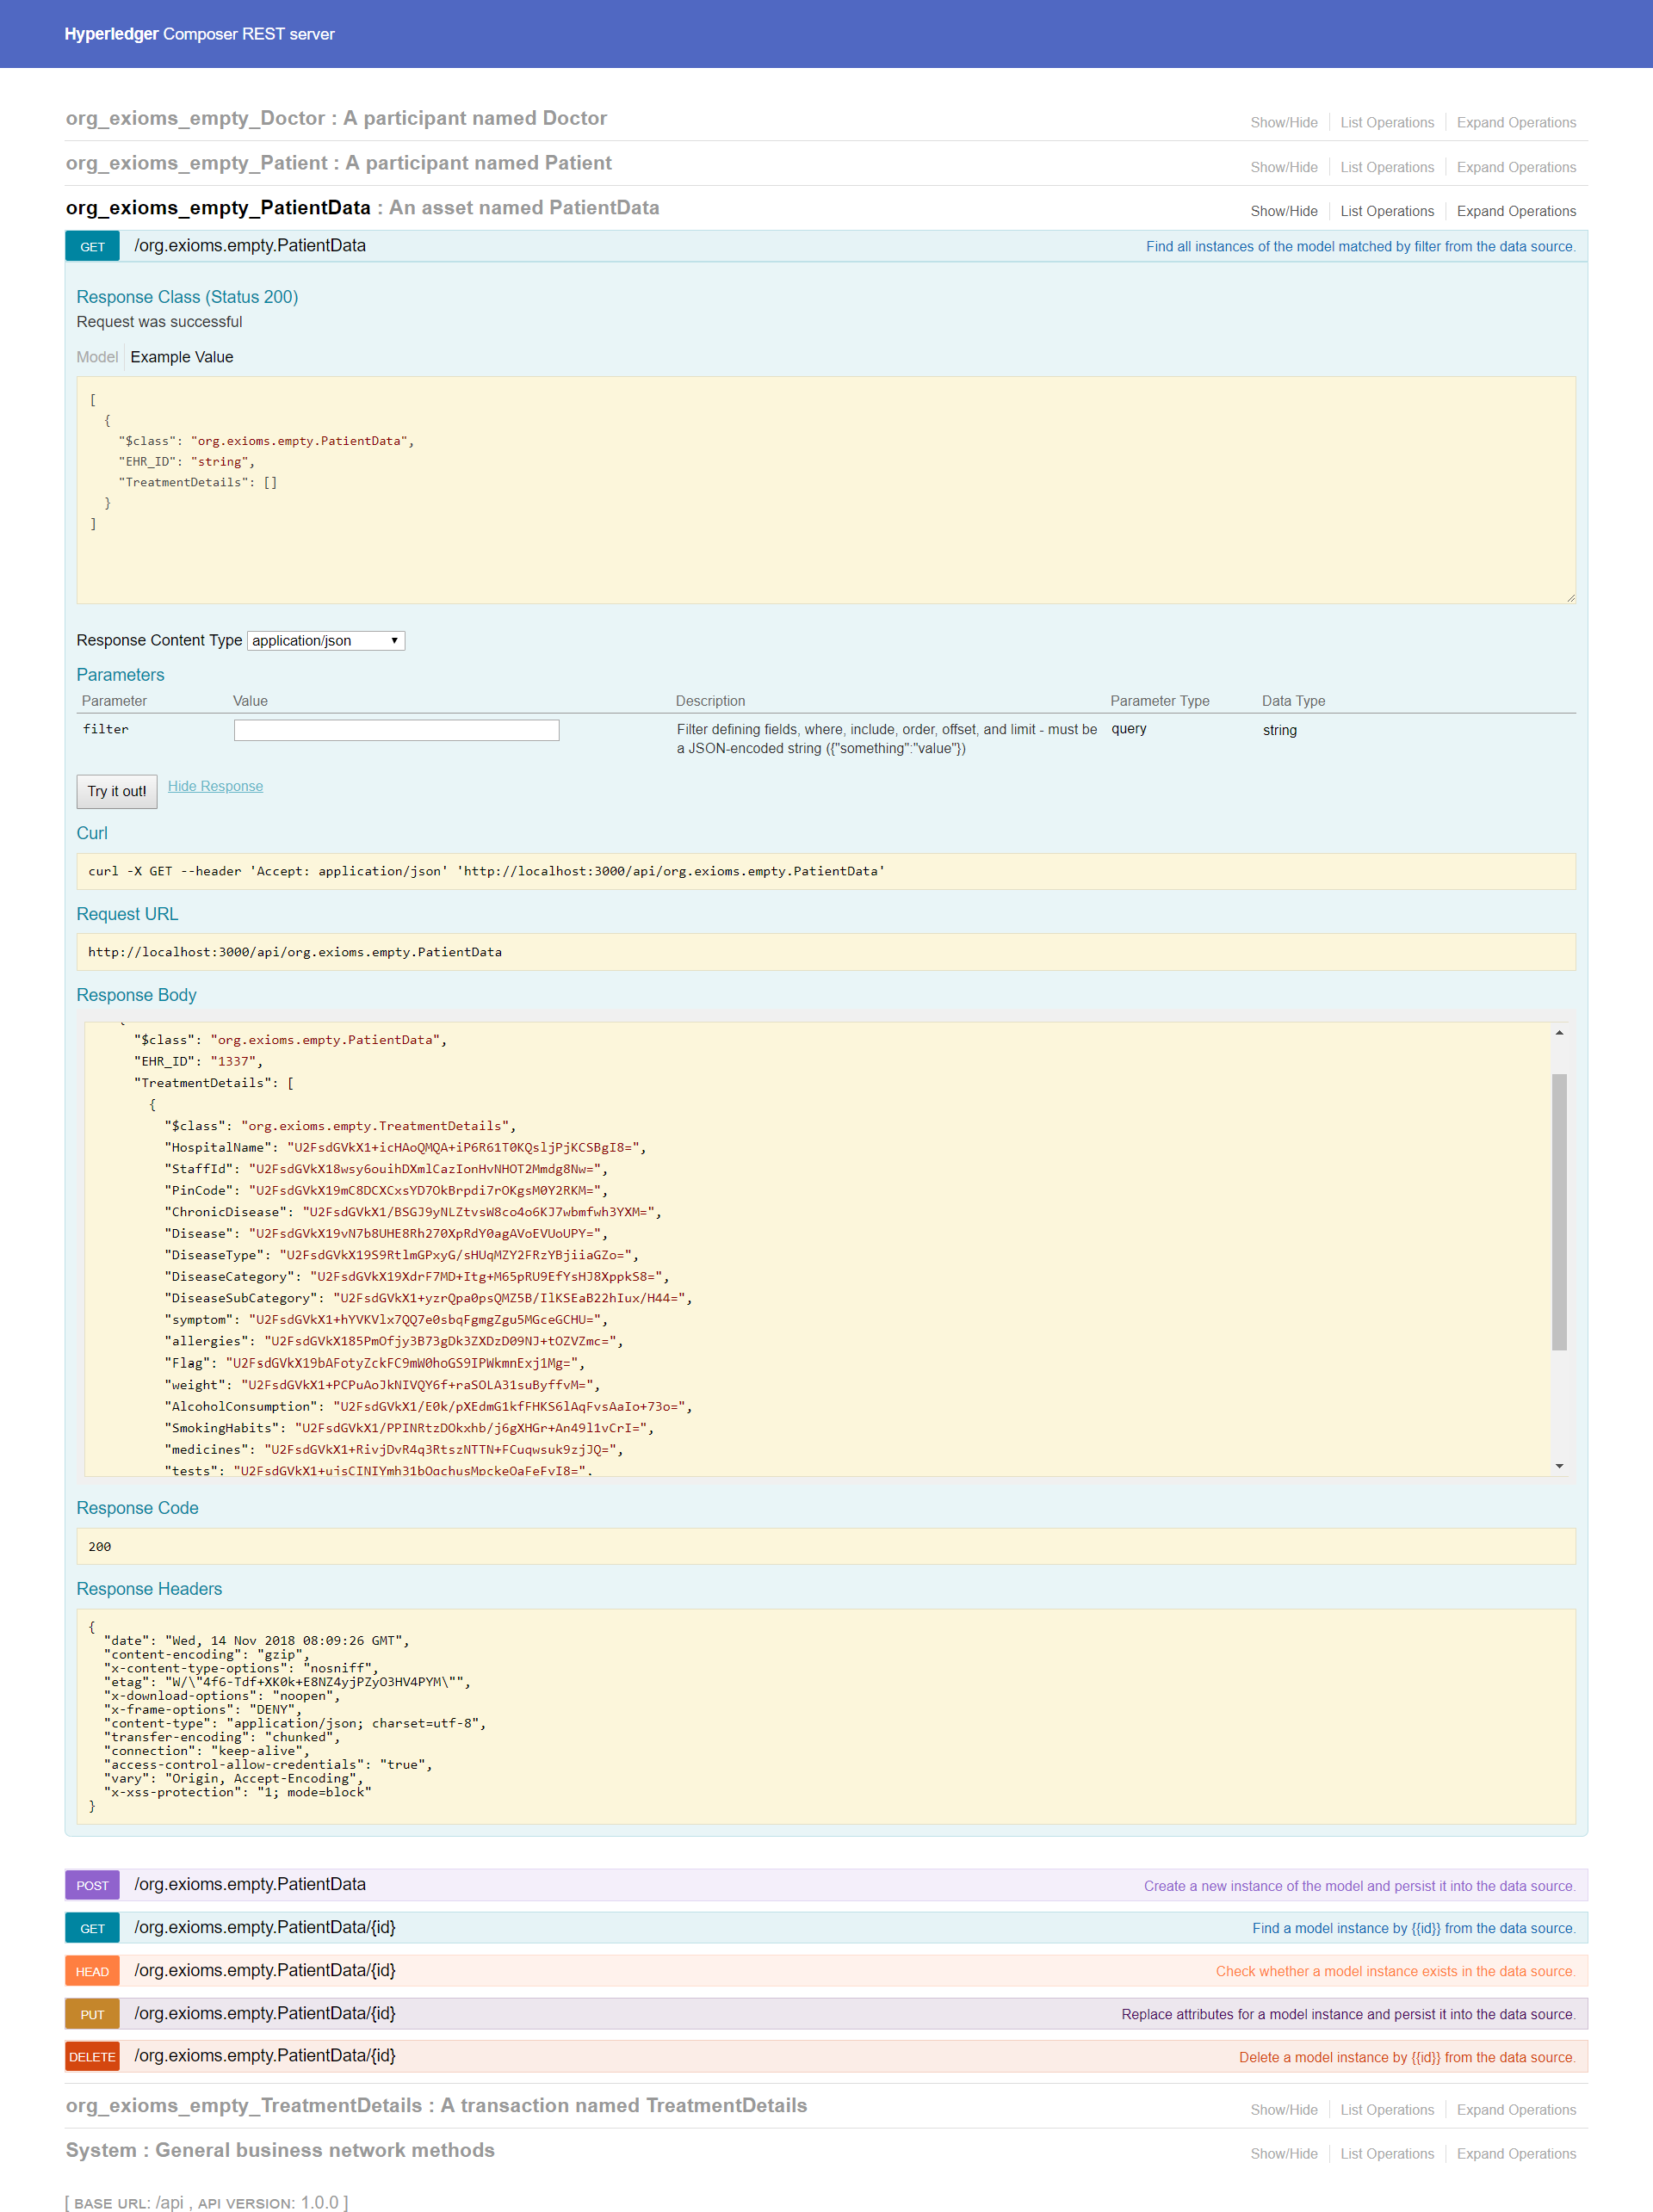 Hyperledger Composer REST server
org_exioms_empty_Doctor : A participant named Doctor
Show/Hide List Operations Expand Operations
org_exioms_empty_Patient : A participant named Patient
Show/Hide List Operations Expand Operations
org_exioms_empty_PatientData : An asset named PatientData
Show/Hide List Operations Expand Operations
GET /org.exioms.empty.PatientData Find all instances of the model matched by filter from the data source.
Response Class (Status 200)
Request was successful
Model Example Value
[
{
"$class": "org.exioms.empty.PatientData",
"EHR_ID": "string",
"TreatmentDetails": []
}
]
Response Content Type application/json
Parameters
Parameter Value Description Parameter Type Data Type
filter Filter defining fields, where, include, order, offset, and limit - must be query string
a JSON-encoded string ({"something":"value"})
Try it out! Hide Response
Curl
curl -X GET --header 'Accept: application/json' 'http://localhost:3000/api/org.exioms.empty.PatientData'
Request URL
http://localhost:3000/api/org.exioms.empty.PatientData
Response Body
"$class": "org.exioms.empty.PatientData",
"EHR_ID": "1337",
"TreatmentDetails": [
{
"$class": "org.exioms.empty.TreatmentDetails",
"HospitalName": "U2FsdGVkX1+icHAoQMQA+iP6R61T0KQsljPjKCSBgI8=",
"StaffId": "U2FsdGVkX18wsy6ouihDXmlCazIonHvNHOT2Mmdg8Nw=",
"PinCode": "U2FsdGVkX19mC8DCXCxsYD7OkBrpdi7rOKgsM0Y2RKM=",
"ChronicDisease": "U2FsdGVkX1/BSGJ9yNLZtvsW8co4o6KJ7wbmfwh3YXM=",
"Disease": "U2FsdGVkX19vN7b8UHE8Rh270XpRdY0agAVoEVUoUPY=",
"DiseaseType": "U2FsdGVkX19S9RtlmGPxyG/sHUqMZY2FRzYBjiiaGZo=",
"DiseaseCategory": "U2FsdGVkX19XdrF7MD+Itg+M65pRU9EfYsHJ8XppkS8=",
"DiseaseSubCategory": "U2FsdGVkX1+yzrQpa0psQMZ5B/IlKSEaB22hIux/H44=",
"symptom": "U2FsdGVkX1+hYVKVlx7QQ7e0sbqFgmgZgu5MGceGCHU=",
"allergies": "U2FsdGVkX185PmOfjy3B73gDk3ZXDzD09NJ+tOZVZmc=",
"Flag": "U2FsdGVkX19bAFotyZckFC9mW0hoGS9IPWkmnExj1Mg=",
"weight": "U2FsdGVkX1+PCPuAoJkNIVQY6f+raSOLA31suByffvM=",
"AlcoholConsumption": "U2FsdGVkX1/E0k/pXEdmG1kfFHKS6lAqFvsAaIo+73o=",
"SmokingHabits": "U2FsdGVkX1/PPINRtzDOkxhb/j6gXHGr+An49l1vCrI=",
"medicines": "U2FsdGVkX1+RivjDvR4q3RtszNTTN+FCuqwsuk9zjJQ=",
"tests": "U2FsdGVkX1+ujsCINIYmh31bQqchusMpckeOaFeFvI8=",
Response Code
200
Response Headers
{
"date": "Wed, 14 Nov 2018 08:09:26 GMT",
"content-encoding": "gzip",
"x-content-type-options": "nosniff",
"etag": "W/\"4f6-Tdf+XK0k+E8NZ4yjPZyO3HV4PYM\"",
"x-download-options": "noopen",
"x-frame-options": "DENY",
"content-type": "application/json; charset=utf-8",
"transfer-encoding": "chunked",
"connection": "keep-alive",
"access-control-allow-credentials": "true",
"vary": "Origin, Accept-Encoding",
"x-xss-protection": "1; mode=block"
}
POST /org.exioms.empty.PatientData Create a new instance of the model and persist it into the data source.
GET /org.exioms.empty.PatientData/{id} Find a model instance by {{id}} from the data source.
HEAD /org.exioms.empty.PatientData/{id} Check whether a model instance exists in the data source.
PUT /org.exioms.empty.PatientData/{id} Replace attributes for a model instance and persist it into the data source.
DELETE /org.exioms.empty.PatientData/{id} Delete a model instance by {{id}} from the data source.
org_exioms_empty_TreatmentDetails : A transaction named TreatmentDetails
Show/Hide List Operations Expand Operations
System : General business network methods
Show/Hide List Operations Expand Operations
[ BASE URL: /api , API VERSION: 1.0.0 ]